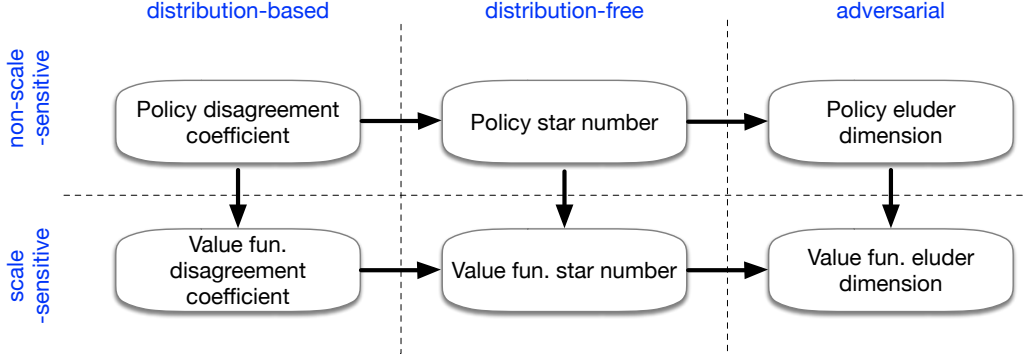 distribution-based
distribution-free
adversarial
non-scale
-sensitive
Policy disagreement
coefficient
Policy star number
Policy eluder
dimension
scale
-sensitive
Value fun.
disagreement
coefficient
Value fun. star number
Value fun. eluder
dimension